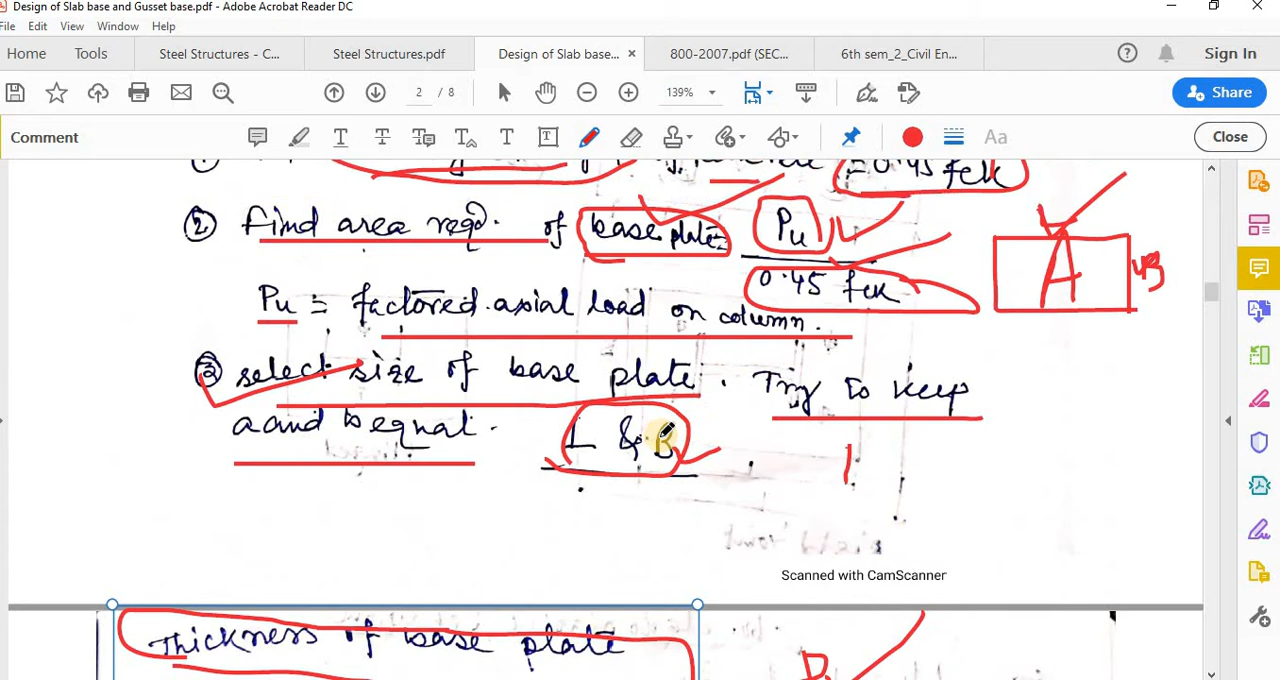 Design of Slab base and Gusset base.pdf - Adobe Acrobat Reader DC
File Edit View Window Help
Home Tools Steel Structures - C... Steel Structures.pdf Design of Slab base... × 800-2007.pdf (SEC... 6th sem_2_Civil En... Sign In
2 / 8 139% Share
Comment T T T T Aa Close
= 0.45 fck
② find area reqd. of base plate = Pu
0.45 fck
A
Pu = factored axial load on column.
③ select size of base plate. Try to keep
a and b equal. L & B
Scanned with CamScanner
Thickness of base plate